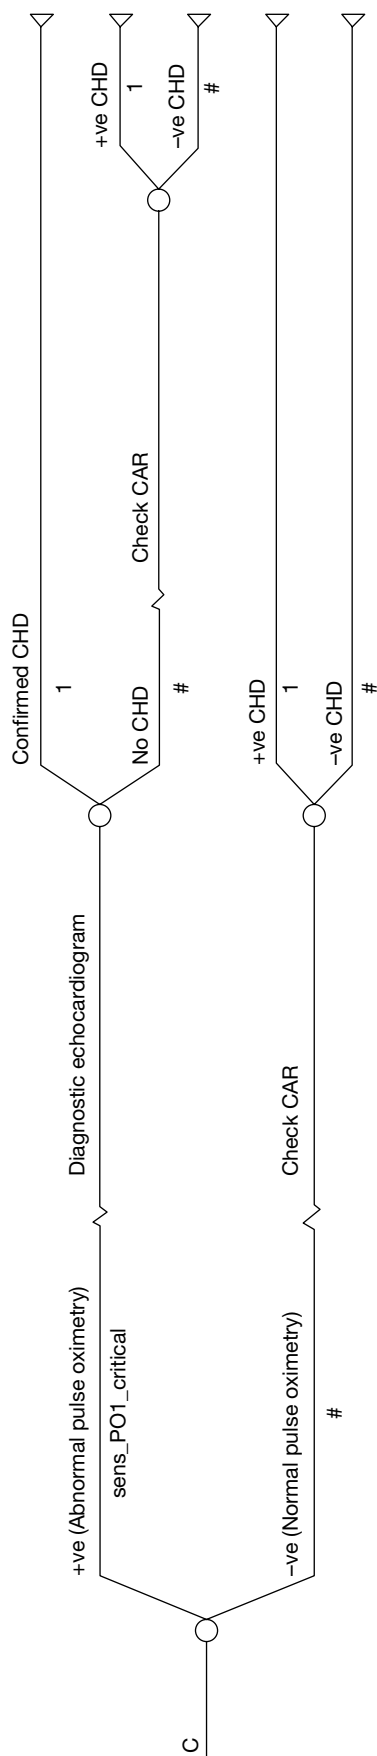 C
+ve (Abnormal pulse oximetry)
sens_PO1_critical
Diagnostic echocardiogram
Confirmed CHD
1
No CHD
#
Check CAR
+ve CHD
1
–ve CHD
#
–ve (Normal pulse oximetry)
#
Check CAR
+ve CHD
1
–ve CHD
#